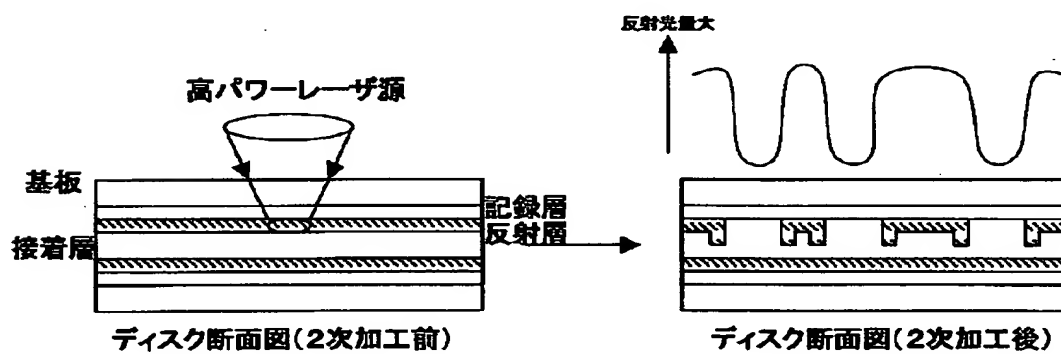 反射光量大
高パワーレーザ源
基板
記録層
反射層
接着層
ディスク断面図(2次加工前)
ディスク断面図(2次加工後)